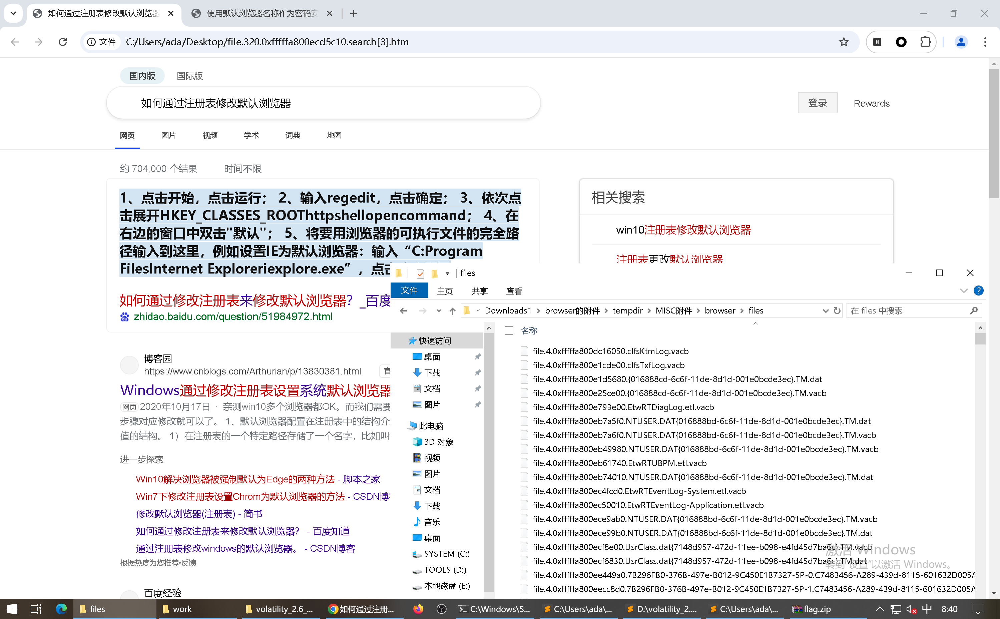 如何通过注册表修改默认浏览器
使用默认浏览器名称作为密码安
文件
C:/Users/ada/Desktop/file.320.0xfffffa800ecd5c10.search[3].htm
国内版 国际版
如何通过注册表修改默认浏览器
登录 Rewards
网页 图片 视频 学术 词典 地图
约 704,000 个结果 时间不限
1、点击开始，点击运行； 2、输入regedit，点击确定； 3、依次点
击展开HKEY_CLASSES_ROOThttpshellopencommand； 4、在
右边的窗口中双击"默认"； 5、将要用浏览器的可执行文件的完全路
径输入到这里，例如设置IE为默认浏览器：输入“C:Program
FilesInternet Exploreriexplore.exe”，点击
如何通过修改注册表来修改默认浏览器？_百度
zhidao.baidu.com/question/51984972.html
博客园
https://www.cnblogs.com/Arthurian/p/13830381.html
官
Windows通过修改注册表设置系统默认浏览器
网页 2020年10月17日 · 亲测win10多个浏览器都OK。而我们需要
步骤对应修改就可以了。 1、默认浏览器配置在注册表中的结构介
值的结构。 1）在注册表的一个特定路径存储了一个名字，比如叫
进一步探索
Win10解决浏览器被强制默认为Edge的两种方法 - 脚本之家
Win7下修改注册表设置Chrom为默认浏览器的方法 - CSDN博
修改默认浏览器(注册表) - 简书
如何通过修改注册表来修改默认浏览器？ - 百度知道
通过注册表修改windows的默认浏览器。 - CSDN博客
根据热度为您推荐•反馈
百度经验
相关搜索
win10注册表修改默认浏览器
注册表更改默认浏览器
files
文件 主页 共享 查看
« Downloads1 › browser的附件 › tempdir › MISC附件 › browser › files
在 files 中搜索
快速访问
桌面
下载
文档
图片
此电脑
3D 对象
视频
图片
文档
下载
音乐
桌面
SYSTEM (C:)
TOOLS (D:)
本地磁盘 (E:)
名称
file.4.0xfffffa800dc16050.clfsKtmLog.vacb
file.4.0xfffffa800e1cde00.clfsTxfLog.vacb
file.4.0xfffffa800e1d5680.{016888cd-6c6f-11de-8d1d-001e0bcde3ec}.TM.dat
file.4.0xfffffa800e25ce00.{016888cd-6c6f-11de-8d1d-001e0bcde3ec}.TM.vacb
file.4.0xfffffa800e793e00.EtwRTDiagLog.etl.vacb
file.4.0xfffffa800eb7a5f0.NTUSER.DAT{016888bd-6c6f-11de-8d1d-001e0bcde3ec}.TM.dat
file.4.0xfffffa800eb7a6f0.NTUSER.DAT{016888bd-6c6f-11de-8d1d-001e0bcde3ec}.TM.vacb
file.4.0xfffffa800eb49980.NTUSER.DAT{016888bd-6c6f-11de-8d1d-001e0bcde3ec}.TM.vacb
file.4.0xfffffa800eb61740.EtwRTUBPM.etl.vacb
file.4.0xfffffa800eb74010.NTUSER.DAT{016888bd-6c6f-11de-8d1d-001e0bcde3ec}.TM.dat
file.4.0xfffffa800ec4fcd0.EtwRTEventLog-System.etl.vacb
file.4.0xfffffa800ec50010.EtwRTEventLog-Application.etl.vacb
file.4.0xfffffa800ece9ab0.NTUSER.DAT{016888bd-6c6f-11de-8d1d-001e0bcde3ec}.TM.vacb
file.4.0xfffffa800ece99b0.NTUSER.DAT{016888bd-6c6f-11de-8d1d-001e0bcde3ec}.TM.dat
file.4.0xfffffa800ecf8e00.UsrClass.dat{7148d957-472d-11ee-b098-e4fd45d7ba6c}.TM.vacb
file.4.0xfffffa800ecf6830.UsrClass.dat{7148d957-472d-11ee-b098-e4fd45d7ba6c}.TM.dat
file.4.0xfffffa800ee449a0.7B296FB0-376B-497e-B012-9C450E1B7327-5P-0.C7483456-A289-439d-8115-601632D005A
file.4.0xfffffa800eecc8d0.7B296FB0-376B-497e-B012-9C450E1B7327-5P-1.C7483456-A289-439d-8115-601632D005A
激活 Windows
转到"设置"以激活 Windows。
files
work
volatility_2.6_...
如何通过注册...
C:\Windows\S...
C:\Users\ada\...
D:\volatility_2....
C:\Users\ada\...
flag.zip
中 8:40